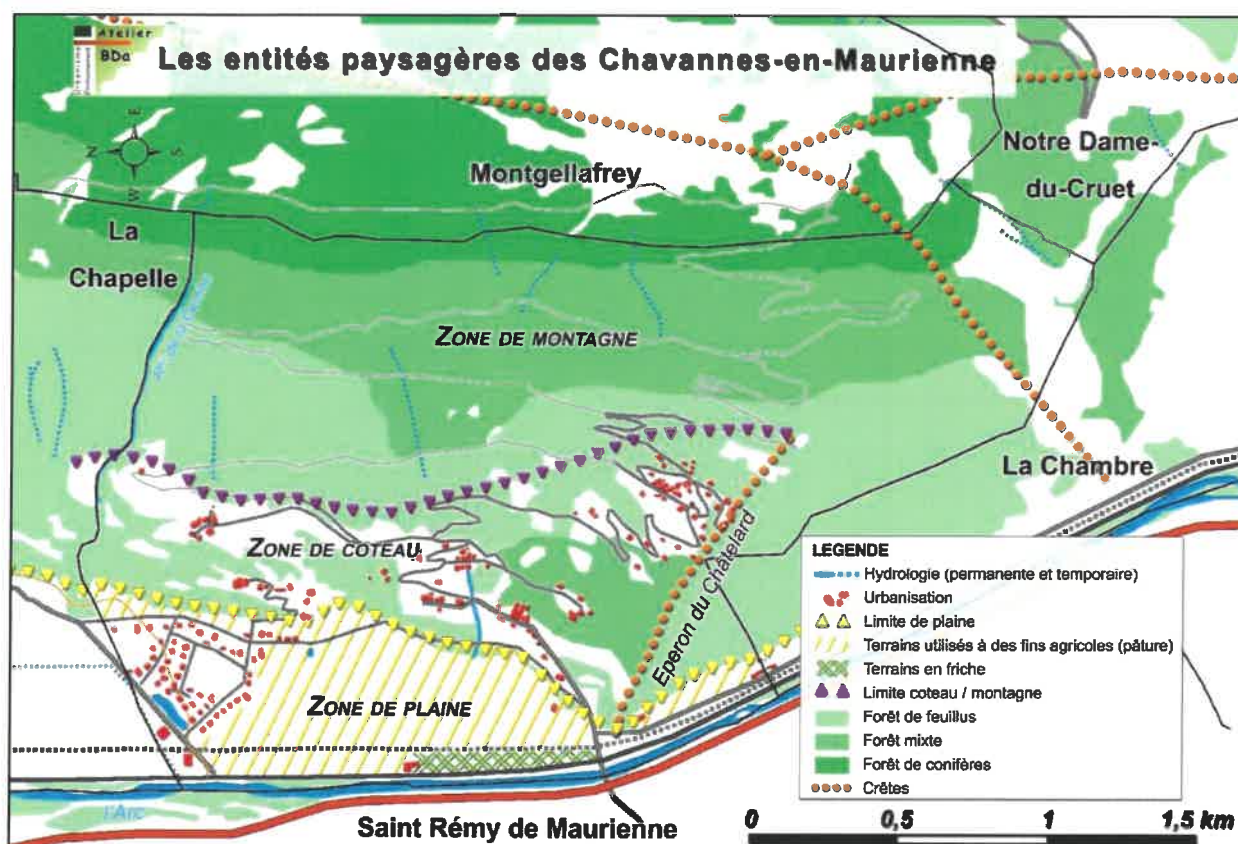 Atelier
BDa
Les entités paysagères des Chavannes-en-Maurienne
N
E
S
W
Montgellafrey
Notre Dame-
du-Cruet
La
Chapelle
ZONE DE MONTAGNE
La Chambre
ZONE DE COTEAU
Eperon du Châtelard
ZONE DE PLAINE
l'Arc
Saint Rémy de Maurienne
LEGENDE
Hydrologie (permanente et temporaire)
Urbanisation
Limite de plaine
Terrains utilisés à des fins agricoles (pâture)
Terrains en friche
Limite coteau / montagne
Forêt de feuillus
Forêt mixte
Forêt de conifères
Crêtes
0 0,5 1 1,5 km